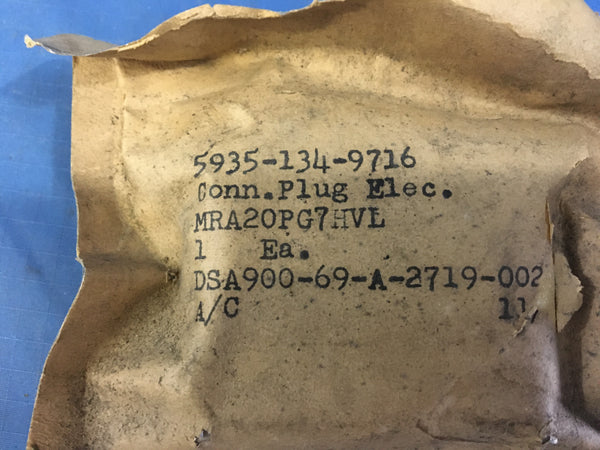 5935-134-9716
Conn.Plug Elec.
MRA20PG7HVL
1 Ea.
DSA900-69-A-2719-002
A/C